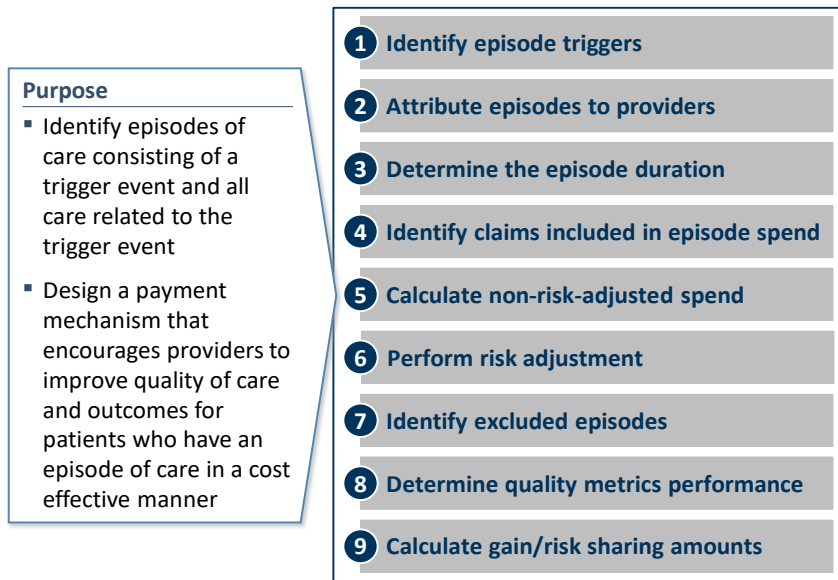 Purpose
▪ Identify episodes of
care consisting of a
trigger event and all
care related to the
trigger event
▪ Design a payment
mechanism that
encourages providers to
improve quality of care
and outcomes for
patients who have an
episode of care in a cost
effective manner
1 Identify episode triggers
2 Attribute episodes to providers
3 Determine the episode duration
4 Identify claims included in episode spend
5 Calculate non-risk-adjusted spend
6 Perform risk adjustment
7 Identify excluded episodes
8 Determine quality metrics performance
9 Calculate gain/risk sharing amounts